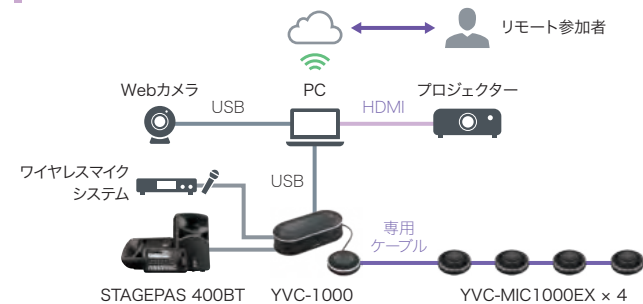 リモート参加者
Webカメラ
PC
プロジェクター
USB
HDMI
ワイヤレスマイク
システム
USB
専用
ケーブル
STAGEPAS 400BT
YVC-1000
YVC-MIC1000EX × 4